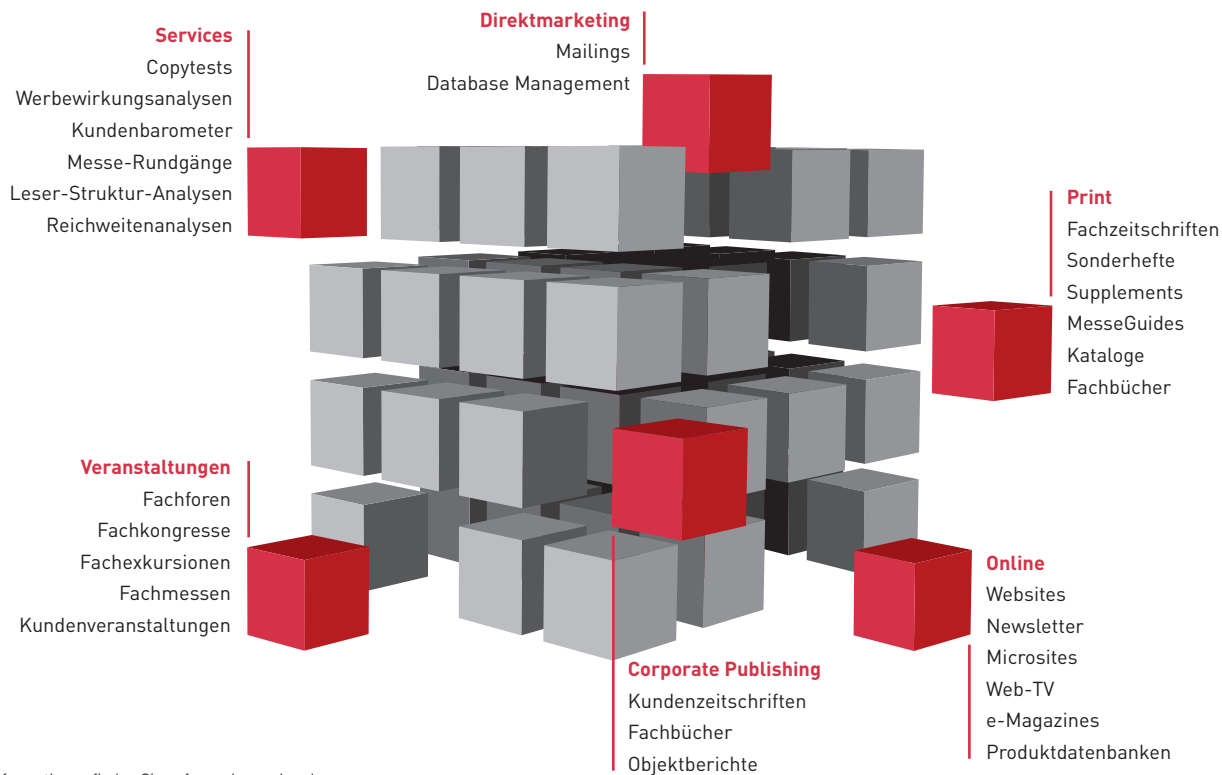 Services
Copytests
Werbewirkungsanalysen
Kundenbarometer
Messe-Rundgänge
Leser-Struktur-Analysen
Reichweitenanalysen
Direktmarketing
Mailings
Database Management
Print
Fachzeitschriften
Sonderhefte
Supplements
MesseGuides
Kataloge
Fachbücher
Veranstaltungen
Fachforen
Fachkongresse
Fachexkursionen
Fachmessen
Kundenveranstaltungen
Corporate Publishing
Kundenzeitschriften
Fachbücher
Objektberichte
Online
Websites
Newsletter
Microsites
Web-TV
e-Magazines
Produktdatenbanken